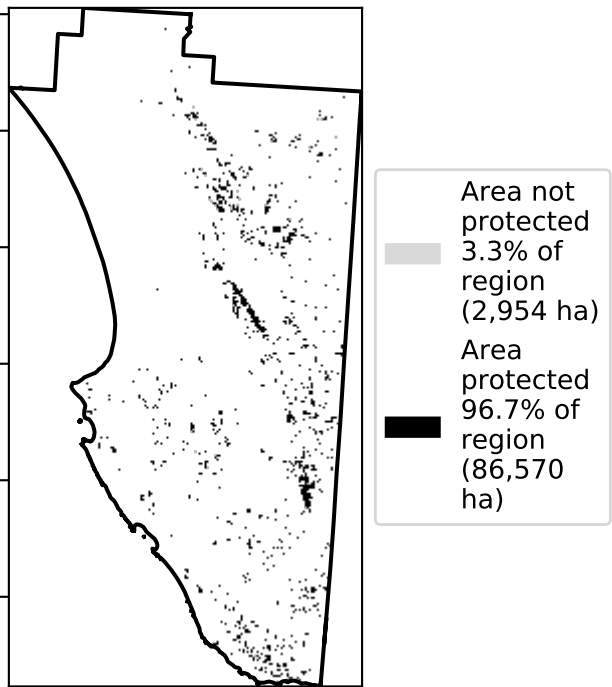 Area not
protected
3.3% of
region
(2,954 ha)
Area
protected
96.7% of
region
(86,570
ha)